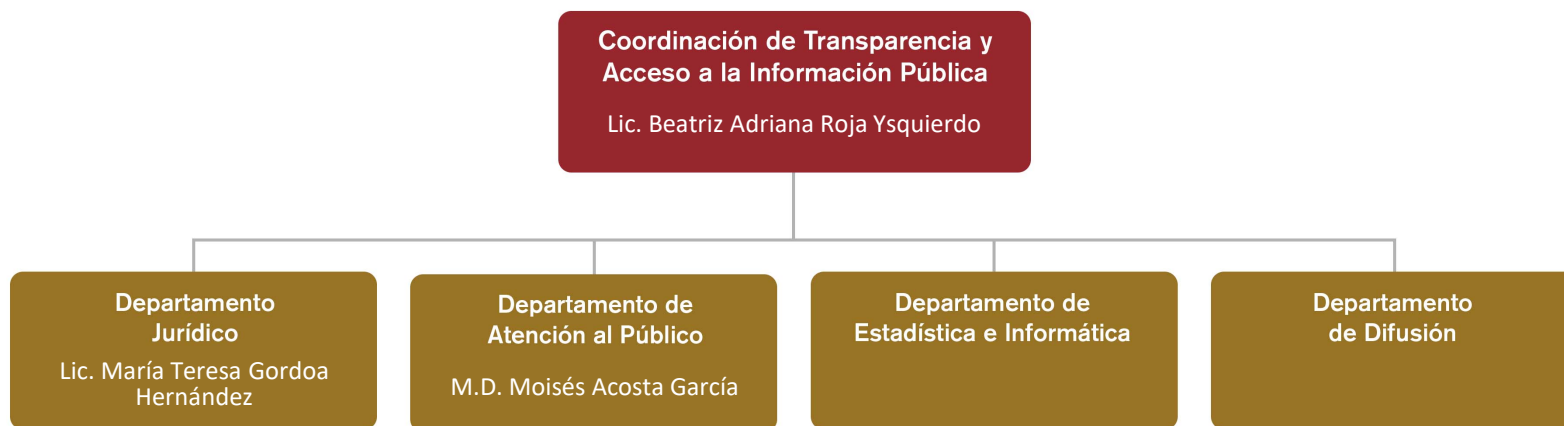 Coordinación de Transparencia y
Acceso a la Información Pública
Lic. Beatriz Adriana Roja Ysquierdo
Departamento
Jurídico
Lic. María Teresa Gordoa
Hernández
Departamento de
Atención al Público
M.D. Moisés Acosta García
Departamento de
Estadística e Informática
Departamento
de Difusión